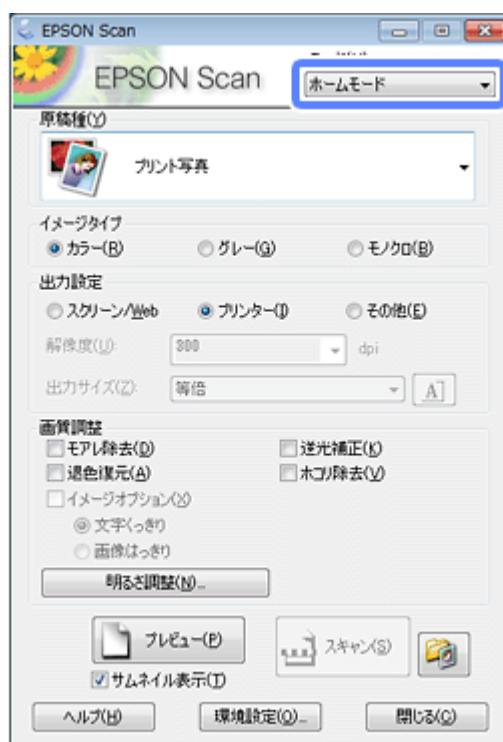 EPSON Scan
EPSON Scan
ホームモード
原稿種(Y)
プリント写真
イメージタイプ
カラー(R) グレー(G) モノクロ(B)
出力設定
スクリーン/Web プリンター(I) その他(E)
解像度(U): 300 dpi
出力サイズ(Z): 等倍
画質調整
モアレ除去(D) 逆光補正(K)
退色復元(A) ホコリ除去(V)
イメージオプション(X)
文字くっきり
画像はっきり
明るさ調整(N)...
プレビュー(P) スキャン(S)
サムネイル表示(T)
ヘルプ(H) 環境設定(O)... 閉じる(C)